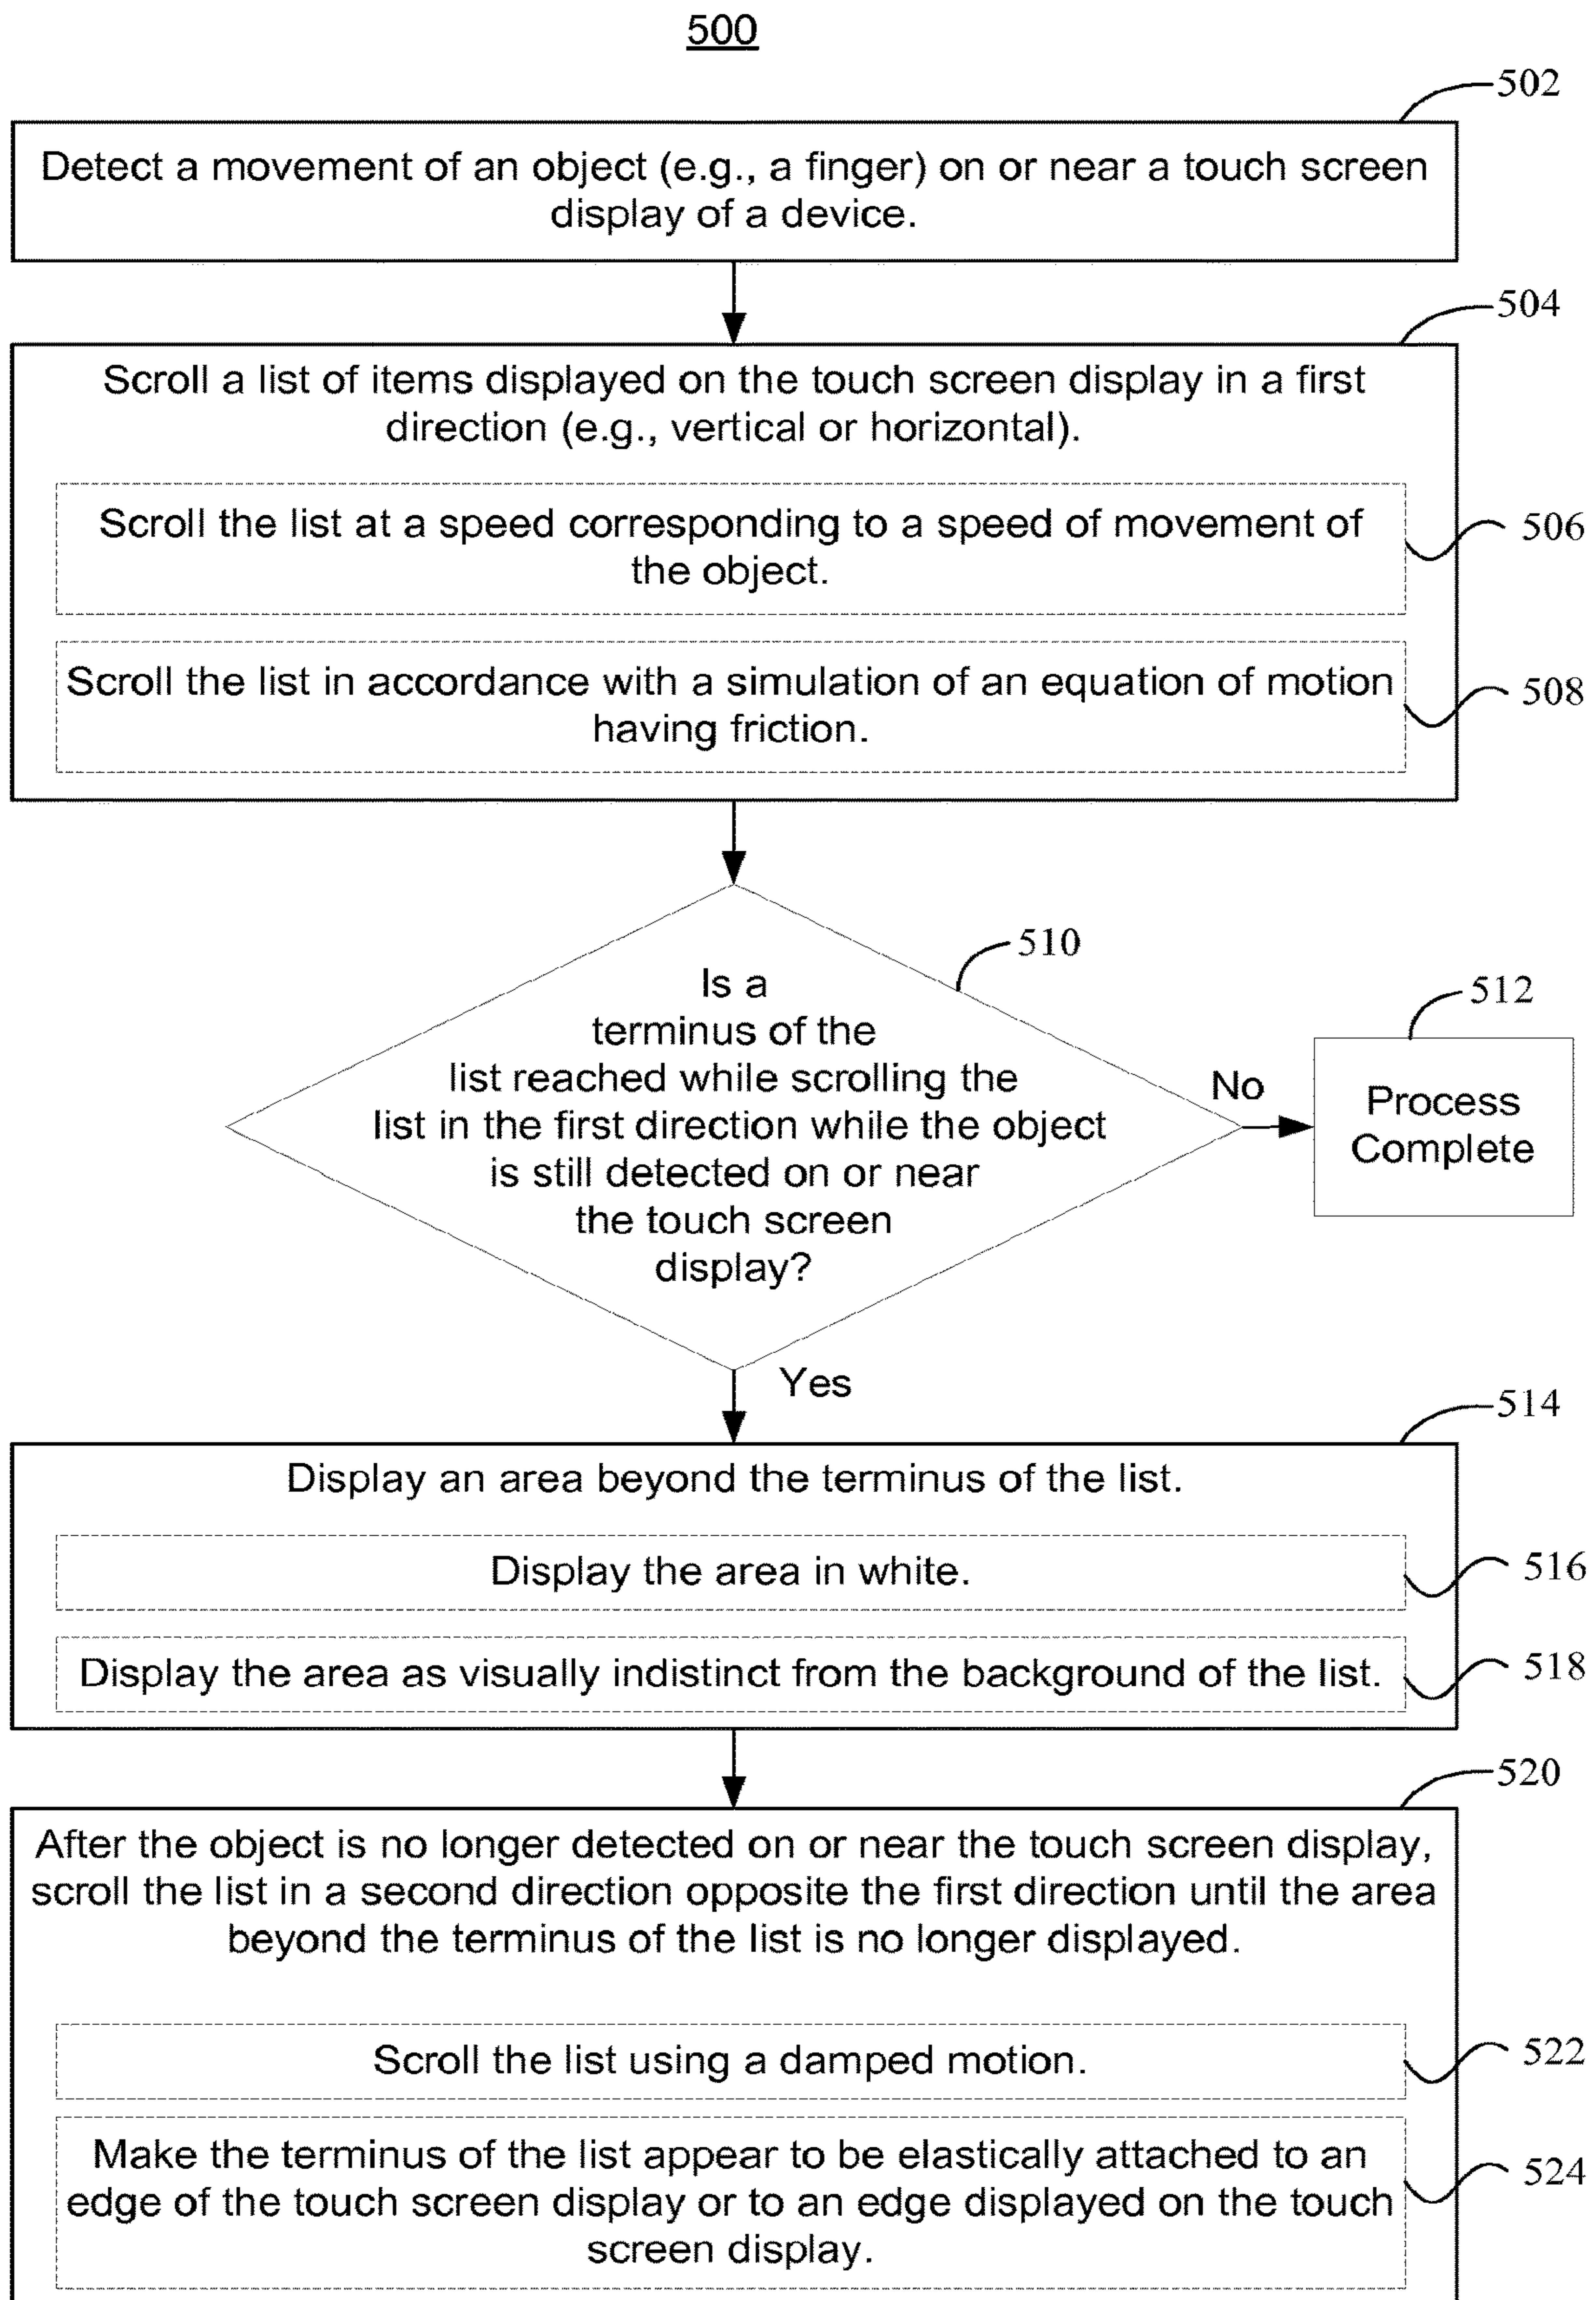 500
502
Detect a movement of an object (e.g., a finger) on or near a touch screen
display of a device.
504
Scroll a list of items displayed on the touch screen display in a first
direction (e.g., vertical or horizontal).
Scroll the list at a speed corresponding to a speed of movement of
the object.
506
Scroll the list in accordance with a simulation of an equation of motion
having friction.
508
510
Is a
terminus of the
list reached while scrolling the
list in the first direction while the object
is still detected on or near
the touch screen
display?
No
512
Process
Complete
Yes
514
Display an area beyond the terminus of the list.
Display the area in white.
516
Display the area as visually indistinct from the background of the list.
518
520
After the object is no longer detected on or near the touch screen display,
scroll the list in a second direction opposite the first direction until the area
beyond the terminus of the list is no longer displayed.
Scroll the list using a damped motion.
522
Make the terminus of the list appear to be elastically attached to an
edge of the touch screen display or to an edge displayed on the touch
screen display.
524